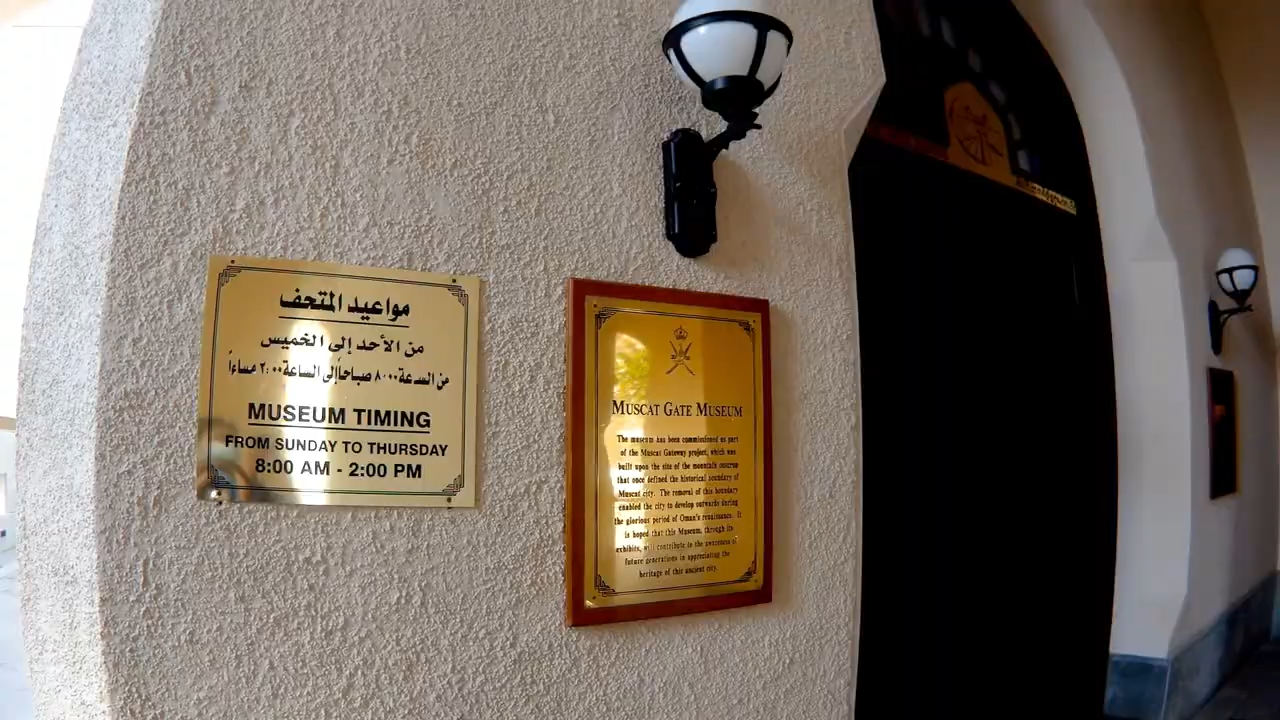 مواعيد المتحف
من الأحد إلى الخميس
من الساعة ٨:٠٠ صباحاً إلى الساعة ٢:٠٠ مساءاً
MUSEUM TIMING
FROM SUNDAY TO THURSDAY
8:00 AM - 2:00 PM
MUSCAT GATE MUSEUM
The museum has been commissioned as part
of the Muscat Gateway project, which was
built upon the site of the mountain outcrop
that once defined the historical boundary of
Muscat city. The removal of this boundary
enabled the city to develop outwards during
the glorious period of Oman's renaissance. It
is hoped that this Museum, through its
exhibits, will contribute to the awareness of
future generations in appreciating the
heritage of this ancient city.